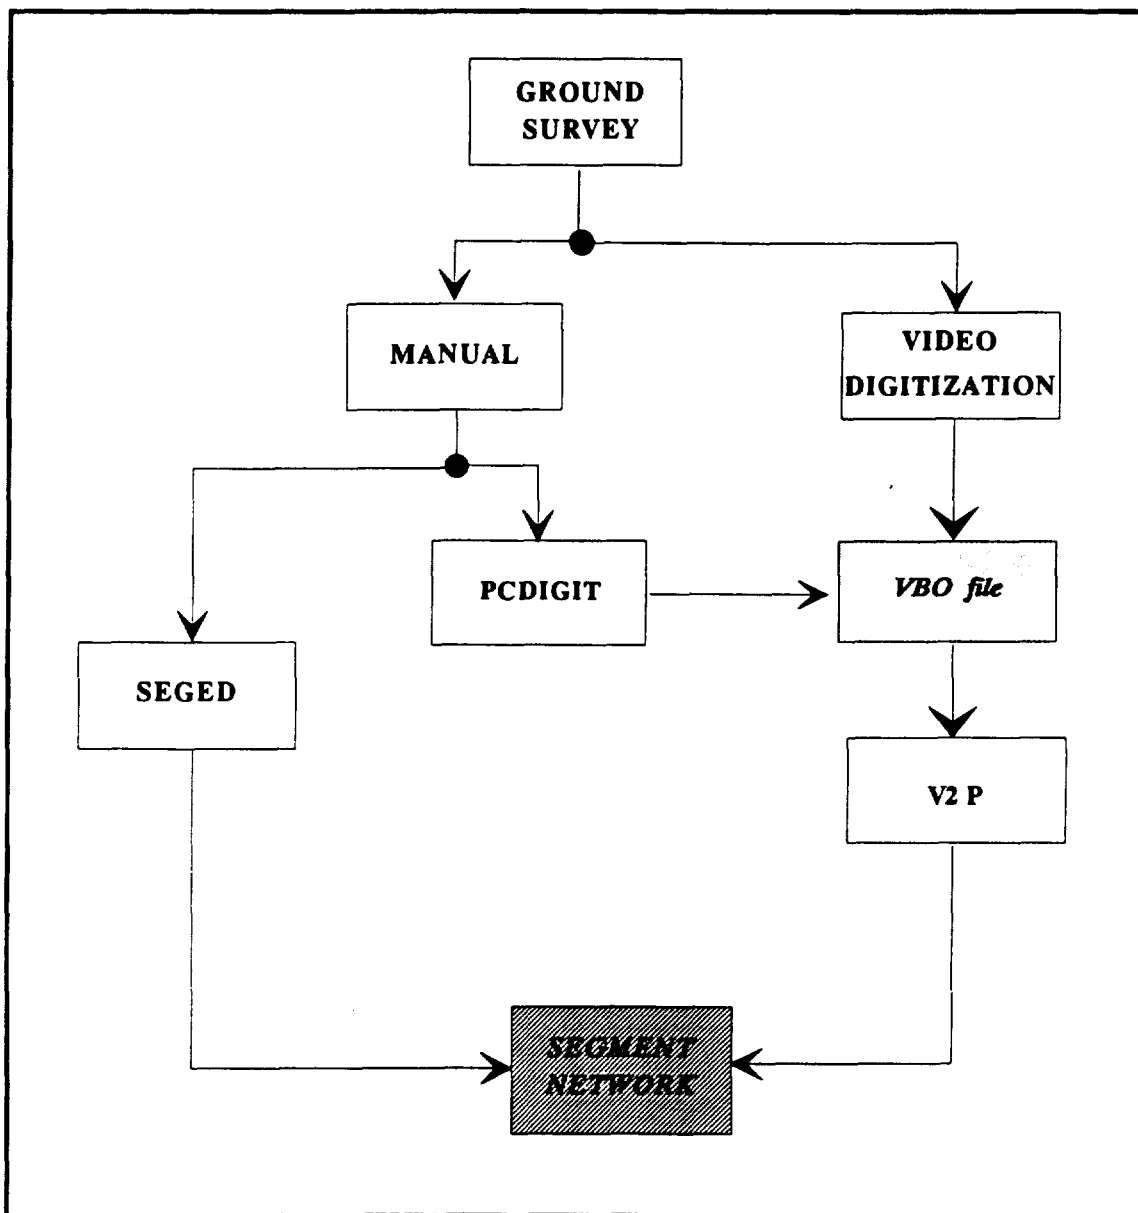 GROUND
SURVEY
MANUAL
VIDEO
DIGITIZATION
PCDIGIT
VBO file
SEGED
V2 P
SEGMENT
NETWORK